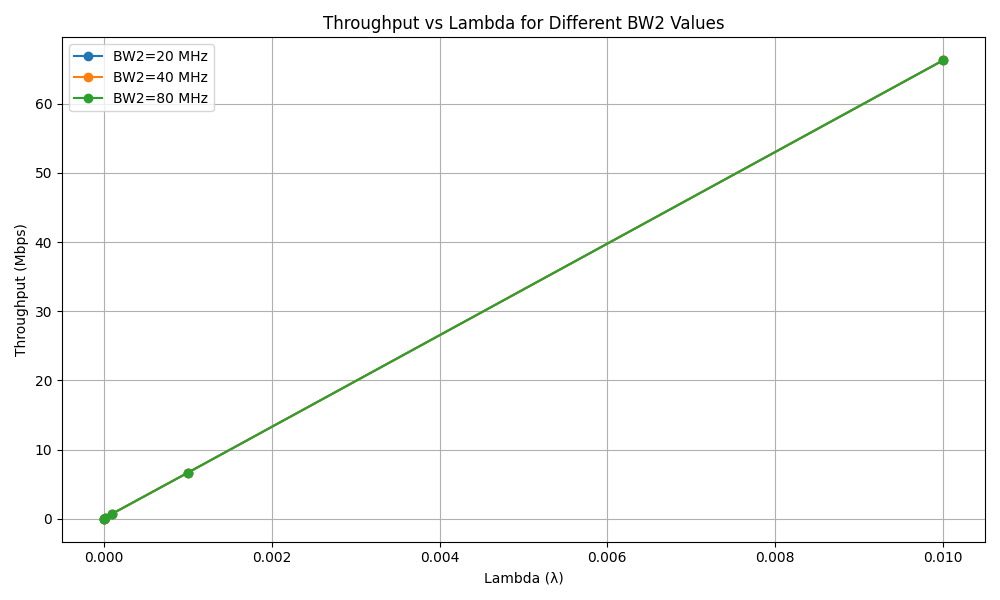 Throughput vs Lambda for Different BW2 Values
BW2=20 MHz
BW2=40 MHz
BW2=80 MHz
Throughput (Mbps)
60
50
40
30
20
10
0
0.000 0.002 0.004 0.006 0.008 0.010
Lambda (λ)